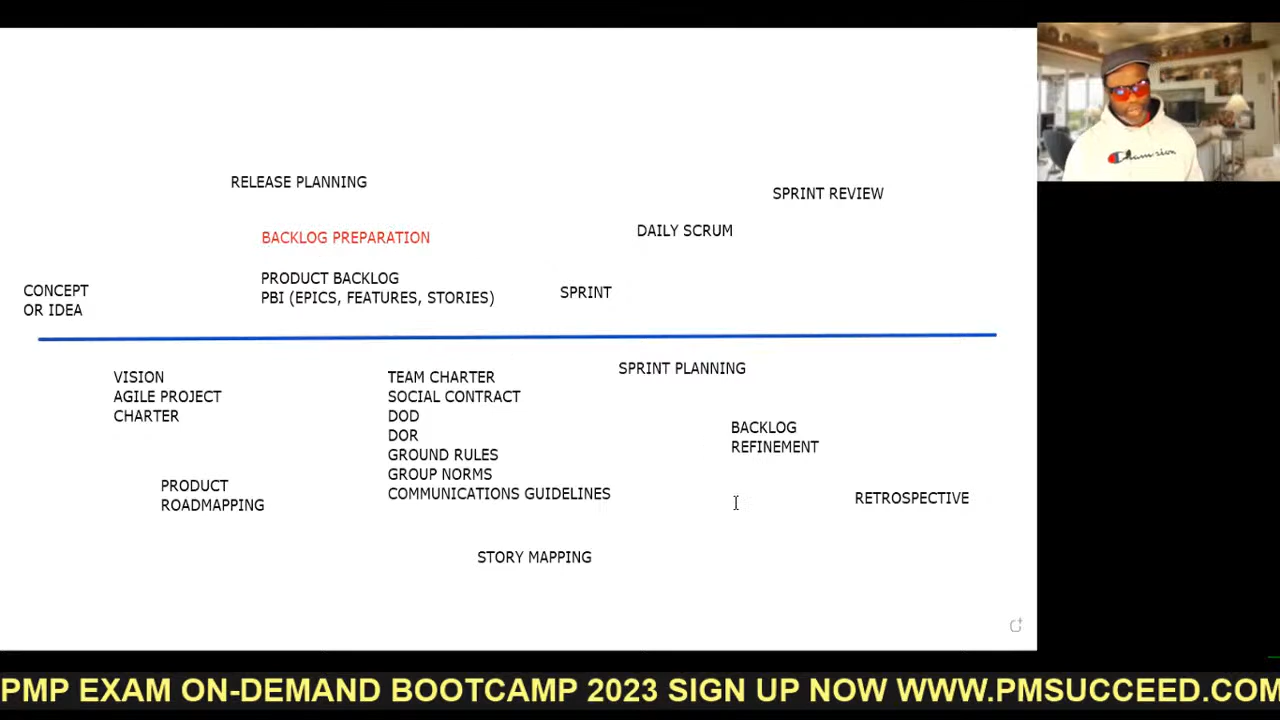 RELEASE PLANNING
SPRINT REVIEW
DAILY SCRUM
BACKLOG PREPARATION
PRODUCT BACKLOG
PBI (EPICS, FEATURES, STORIES)
SPRINT
CONCEPT
OR IDEA
SPRINT PLANNING
VISION
AGILE PROJECT
CHARTER
TEAM CHARTER
SOCIAL CONTRACT
DOD
DOR
GROUND RULES
GROUP NORMS
COMMUNICATIONS GUIDELINES
BACKLOG
REFINEMENT
PRODUCT
ROADMAPPING
RETROSPECTIVE
STORY MAPPING
Champion
PMP EXAM ON-DEMAND BOOTCAMP 2023 SIGN UP NOW WWW.PMSUCCEED.COM